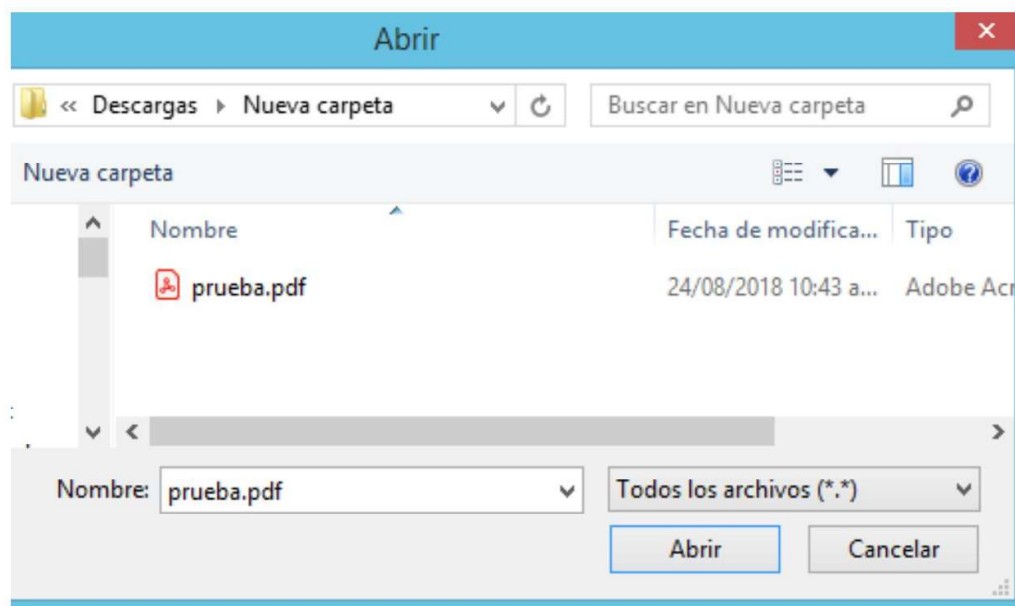 Abrir
« Descargas Nueva carpeta
Buscar en Nueva carpeta
Nueva carpeta
Nombre Fecha de modifica... Tipo
prueba.pdf 24/08/2018 10:43 a... Adobe Acr
Nombre: prueba.pdf Todos los archivos (*.*)
Abrir Cancelar